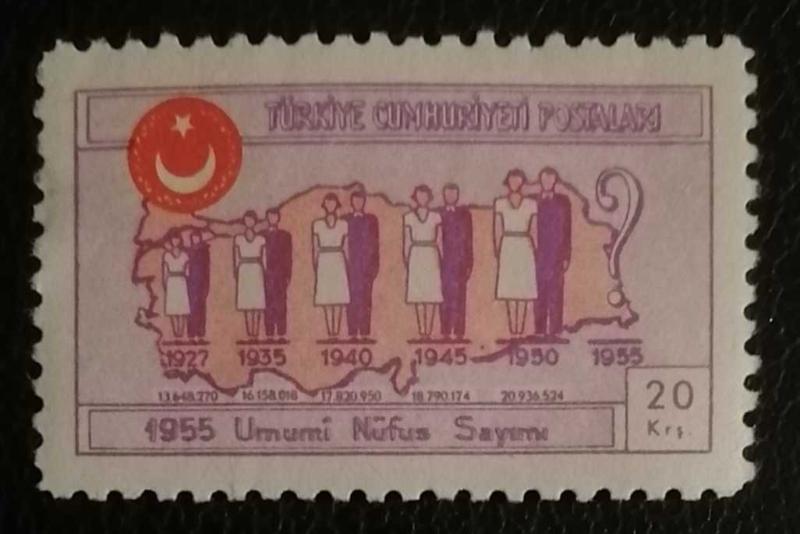 TÜRKİYE CUMHURİYETİ POSTALARI
1927 1935 1940 1945 1950 1955
13.648.270 16.158.018 17.820.950 18.790.174 20.936.524
20
Krş.
1955 Umumî Nüfus Sayımı